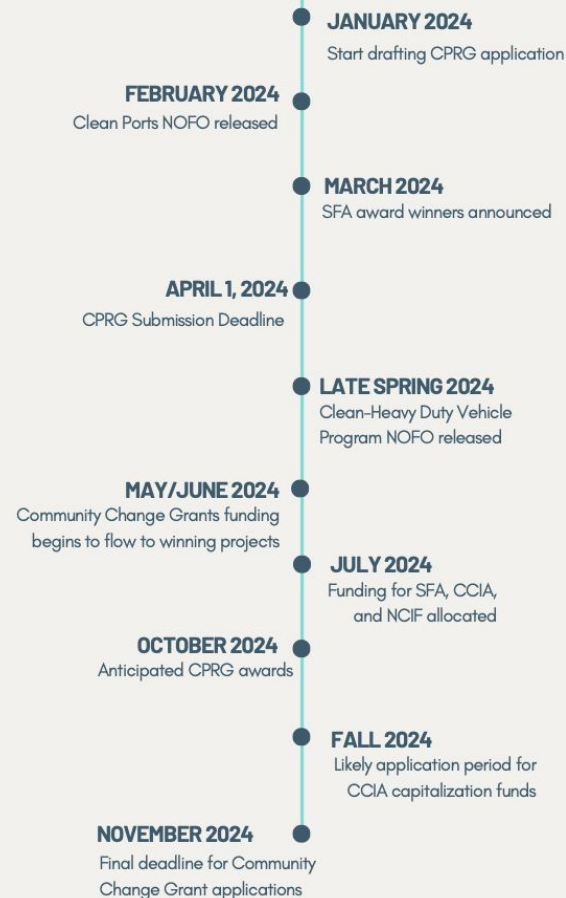 JANUARY 2024
Start drafting CPRG application
FEBRUARY 2024
Clean Ports NOFO released
MARCH 2024
SFA award winners announced
APRIL 1, 2024
CPRG Submission Deadline
LATE SPRING 2024
Clean-Heavy Duty Vehicle
Program NOFO released
MAY/JUNE 2024
Community Change Grants funding
begins to flow to winning projects
JULY 2024
Funding for SFA, CCIA,
and NCIF allocated
OCTOBER 2024
Anticipated CPRG awards
FALL 2024
Likely application period for
CCIA capitalization funds
NOVEMBER 2024
Final deadline for Community
Change Grant applications